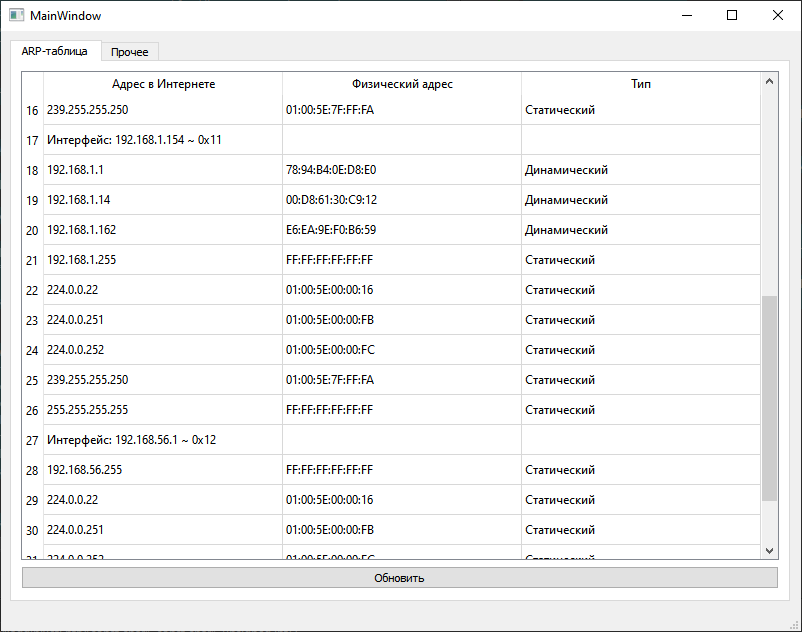 MainWindow
ARP-таблица Прочее
Адрес в Интернете Физический адрес Тип
16 239.255.255.250 01:00:5E:7F:FF:FA Статический
17 Интерфейс: 192.168.1.154 ~ 0x11
18 192.168.1.1 78:94:B4:0E:D8:E0 Динамический
19 192.168.1.14 00:D8:61:30:C9:12 Динамический
20 192.168.1.162 E6:EA:9E:F0:B6:59 Динамический
21 192.168.1.255 FF:FF:FF:FF:FF:FF Статический
22 224.0.0.22 01:00:5E:00:00:16 Статический
23 224.0.0.251 01:00:5E:00:00:FB Статический
24 224.0.0.252 01:00:5E:00:00:FC Статический
25 239.255.255.250 01:00:5E:7F:FF:FA Статический
26 255.255.255.255 FF:FF:FF:FF:FF:FF Статический
27 Интерфейс: 192.168.56.1 ~ 0x12
28 192.168.56.255 FF:FF:FF:FF:FF:FF Статический
29 224.0.0.22 01:00:5E:00:00:16 Статический
30 224.0.0.251 01:00:5E:00:00:FB Статический
31 224.0.0.252 01:00:5E:00:00:FC Статический
Обновить